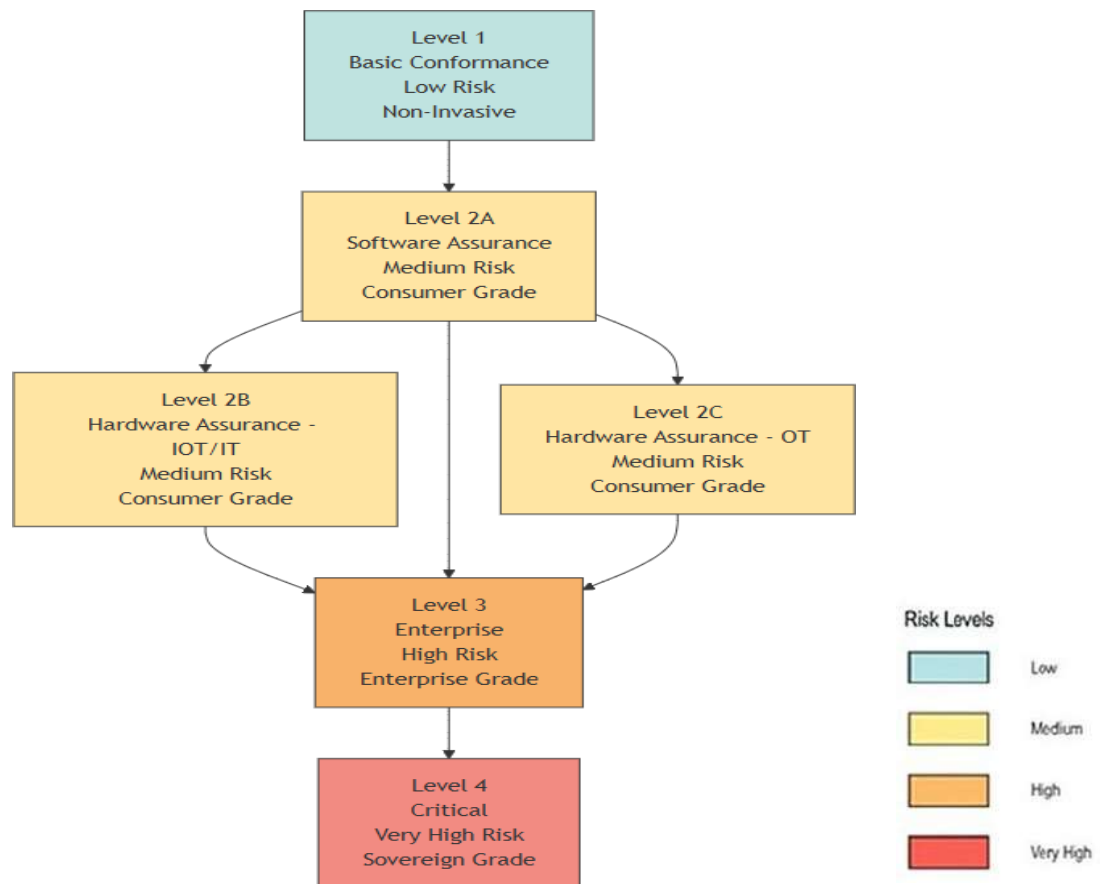 Level 1
Basic Conformance
Low Risk
Non-Invasive
Level 2A
Software Assurance
Medium Risk
Consumer Grade
Level 2B
Hardware Assurance -
IOT/IT
Medium Risk
Consumer Grade
Level 2C
Hardware Assurance - OT
Medium Risk
Consumer Grade
Level 3
Enterprise
High Risk
Enterprise Grade
Level 4
Critical
Very High Risk
Sovereign Grade
Risk Levels
Low
Medium
High
Very High